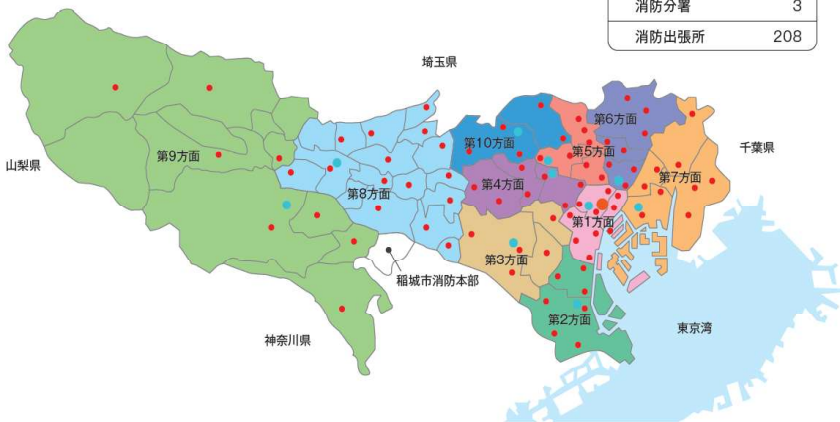 消防分署 3
消防出張所 208
埼玉県
第6方面
第10方面
第5方面
千葉県
第9方面
山梨県
第7方面
第4方面
第8方面
第1方面
第3方面
稲城市消防本部
第2方面
東京湾
神奈川県